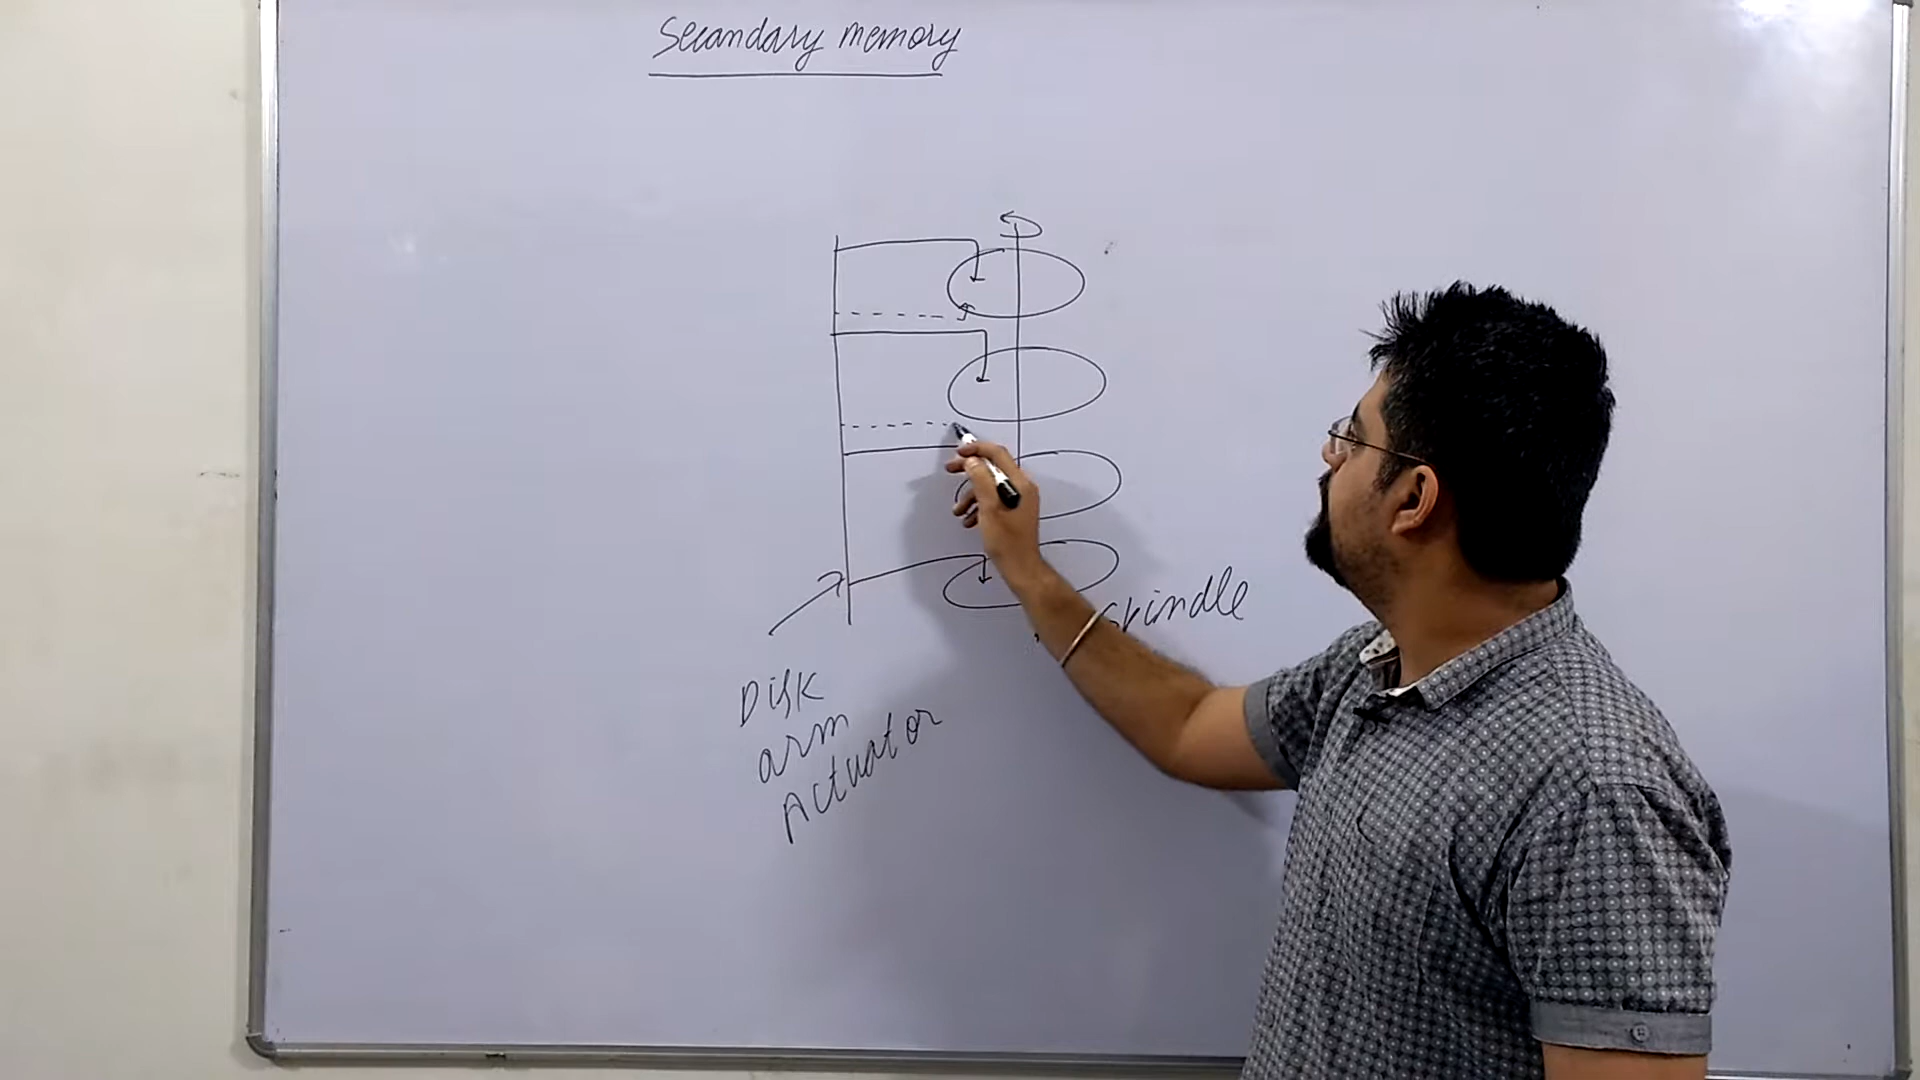 Secondary memory
Spindle
Disk
arm
Actuator